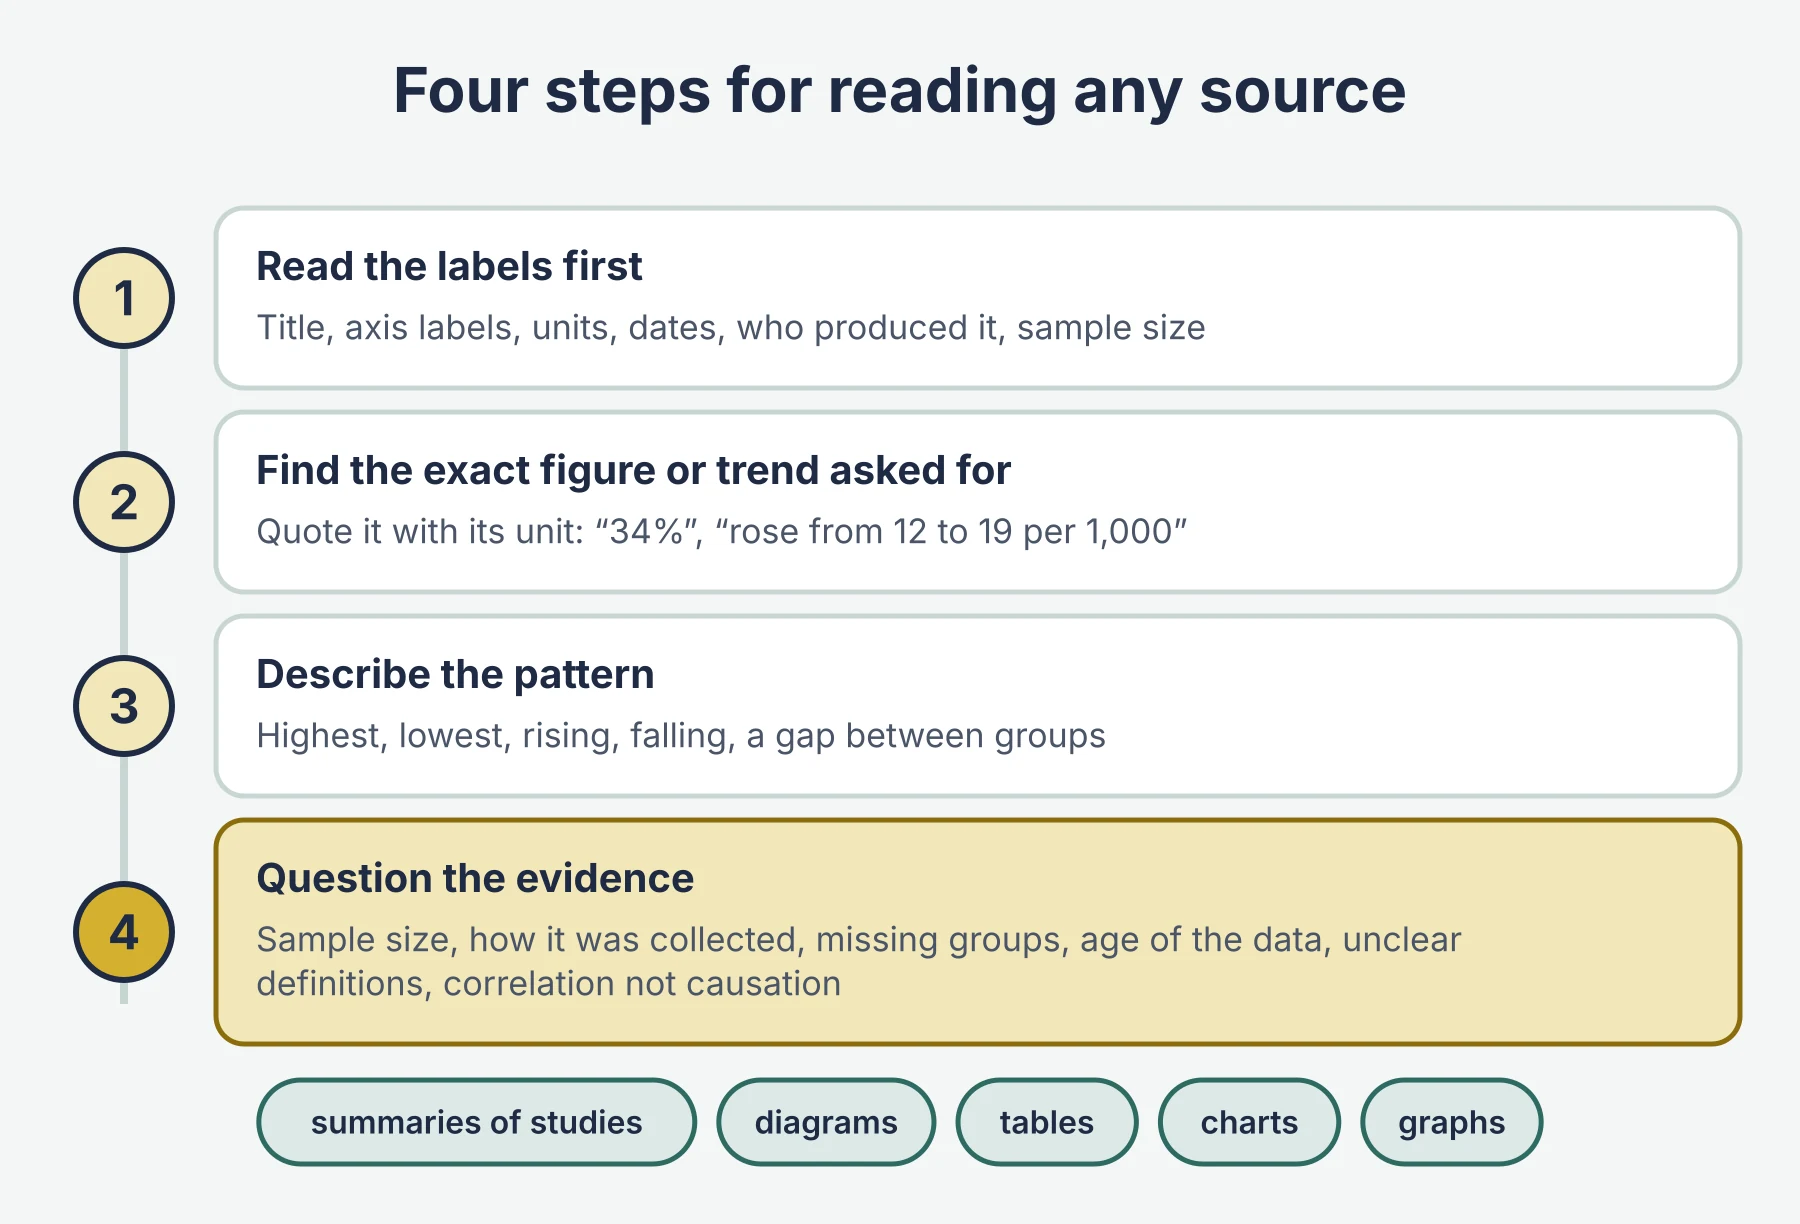 Four steps for reading any source
1
Read the labels first
Title, axis labels, units, dates, who produced it, sample size
2
Find the exact figure or trend asked for
Quote it with its unit: “34%”, “rose from 12 to 19 per 1,000”
3
Describe the pattern
Highest, lowest, rising, falling, a gap between groups
4
Question the evidence
Sample size, how it was collected, missing groups, age of the data, unclear
definitions, correlation not causation
summaries of studies
diagrams
tables
charts
graphs